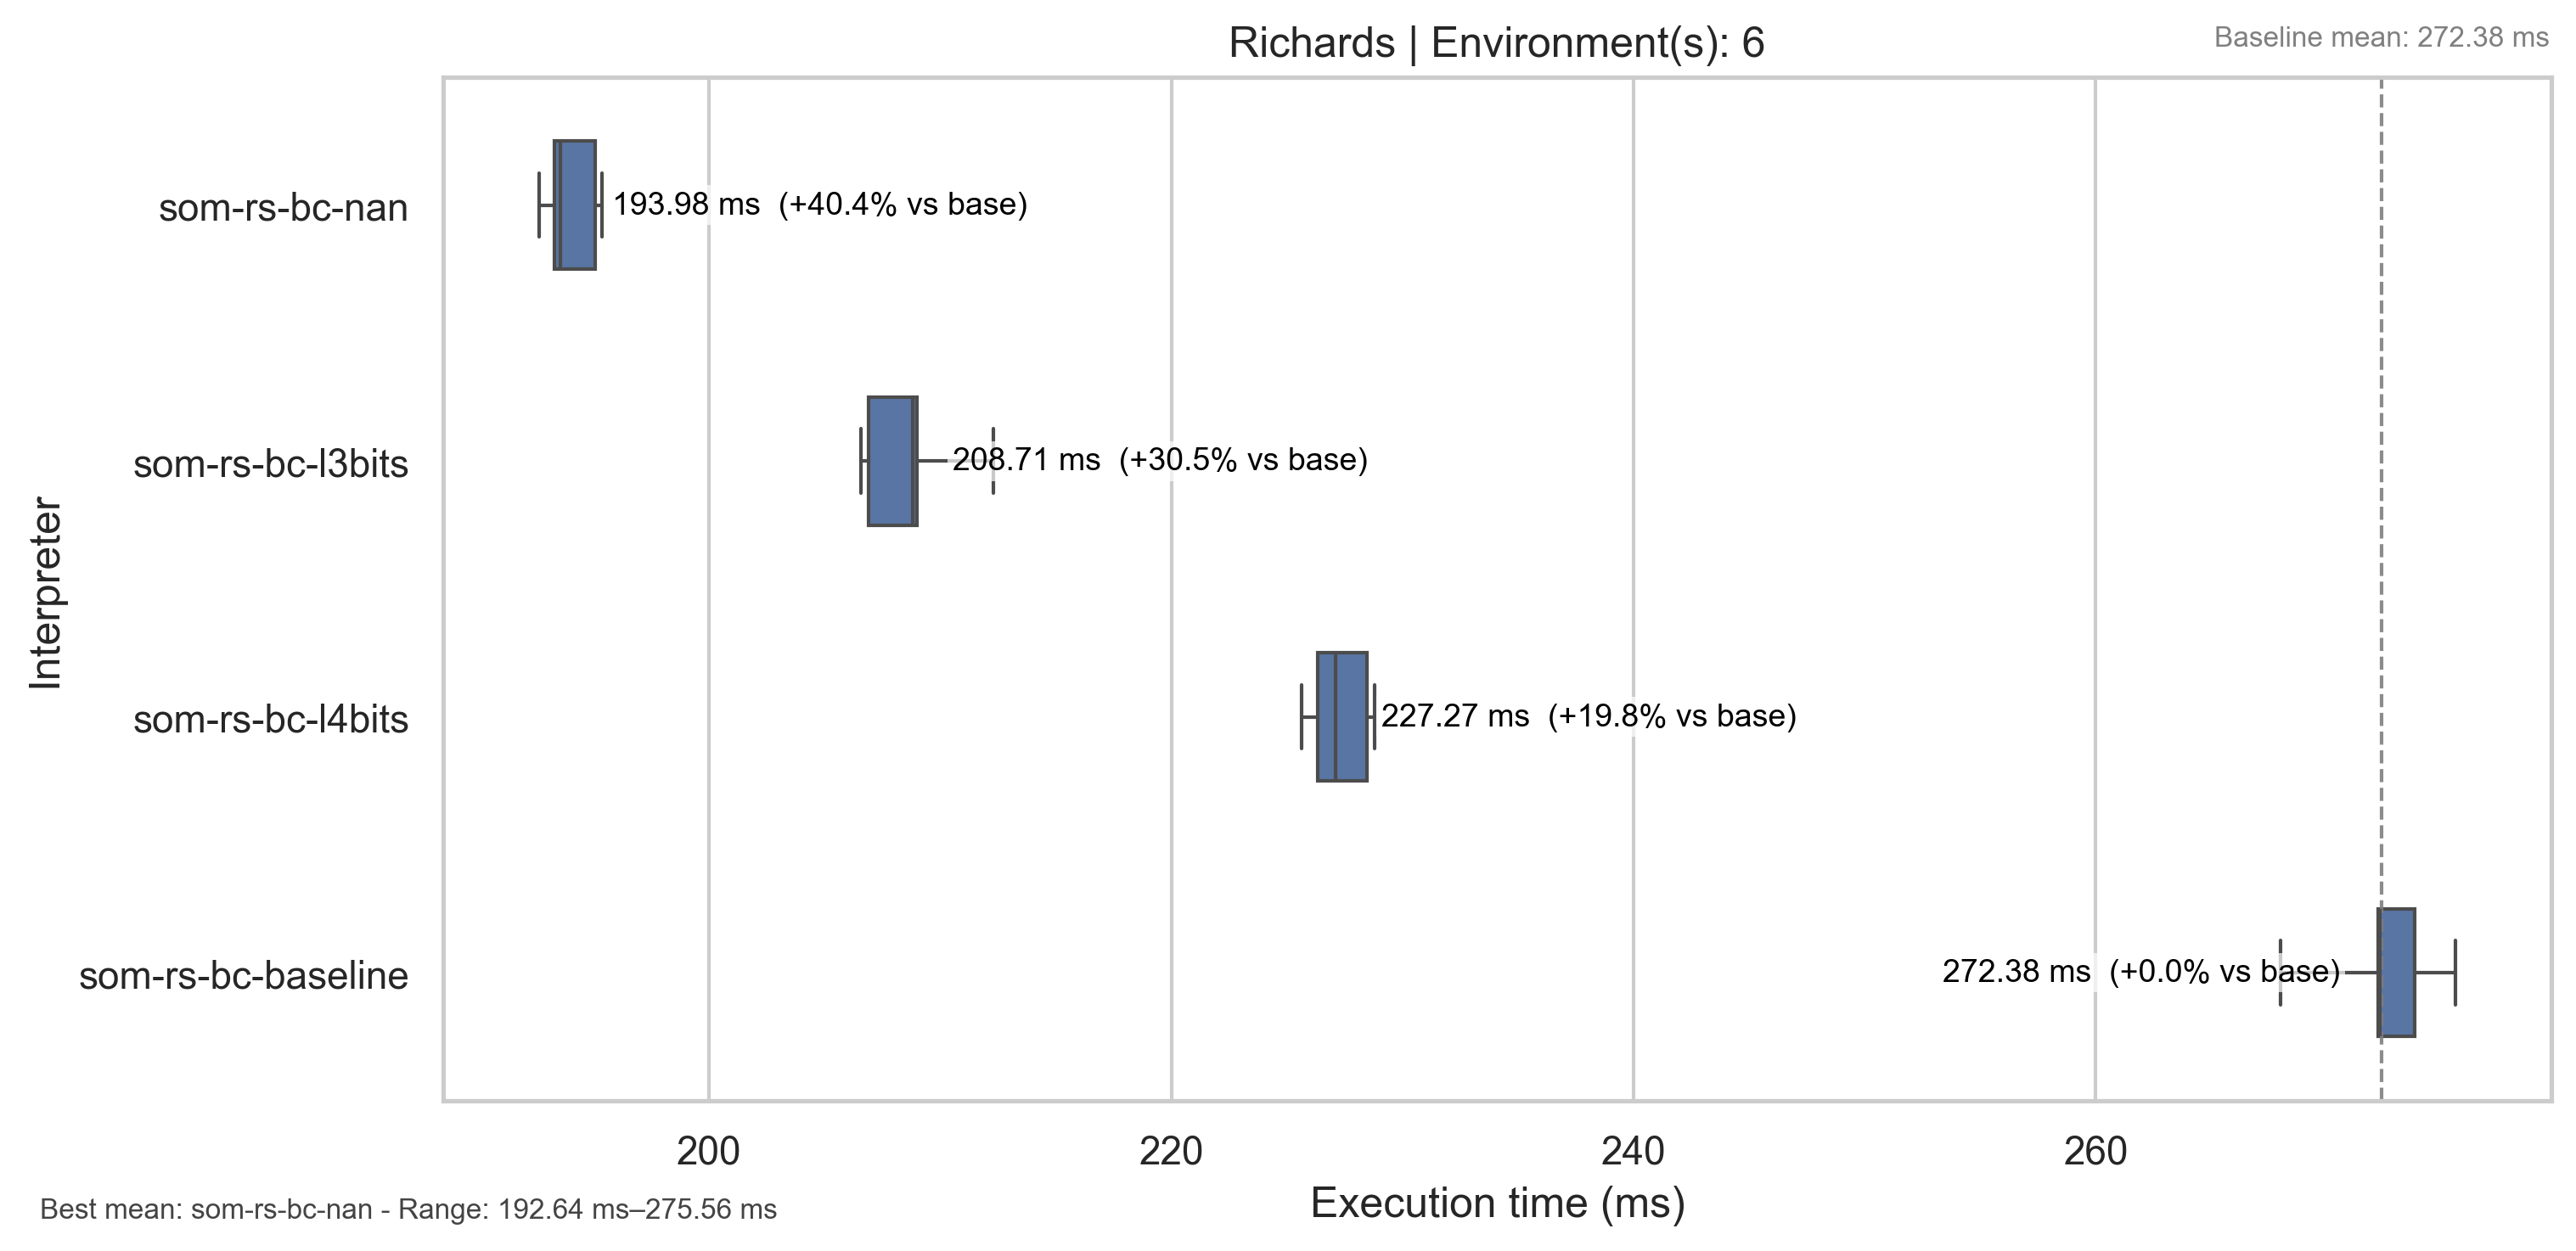 Richards | Environment(s): 6
Baseline mean: 272.38 ms
Interpreter
som-rs-bc-nan
193.98 ms (+40.4% vs base)
som-rs-bc-l3bits
208.71 ms (+30.5% vs base)
som-rs-bc-l4bits
227.27 ms (+19.8% vs base)
som-rs-bc-baseline
272.38 ms (+0.0% vs base)
200
220
240
260
Execution time (ms)
Best mean: som-rs-bc-nan - Range: 192.64 ms–275.56 ms